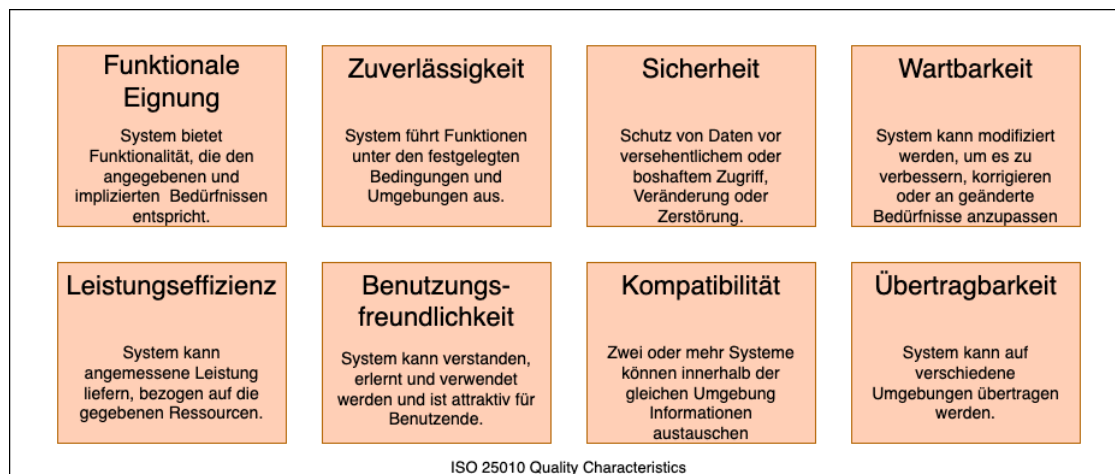 Funktionale
Eignung
System bietet
Funktionalität, die den
angegebenen und
implizierten Bedürfnissen
entspricht.
Zuverlässigkeit
System führt Funktionen
unter den festgelegten
Bedingungen und
Umgebungen aus.
Sicherheit
Schutz von Daten vor
versehentlichem oder
boshaftem Zugriff,
Veränderung oder
Zerstörung.
Wartbarkeit
System kann modifiziert
werden, um es zu
verbessern, korrigieren
oder an geänderte
Bedürfnisse anzupassen
Leistungseffizienz
System kann
angemessene Leistung
liefern, bezogen auf die
gegebenen Ressourcen.
Benutzungs-
freundlichkeit
System kann verstanden,
erlernt und verwendet
werden und ist attraktiv für
Benutzende.
Kompatibilität
Zwei oder mehr Systeme
können innerhalb der
gleichen Umgebung
Informationen
austauschen
Übertragbarkeit
System kann auf
verschiedene
Umgebungen übertragen
werden.
ISO 25010 Quality Characteristics